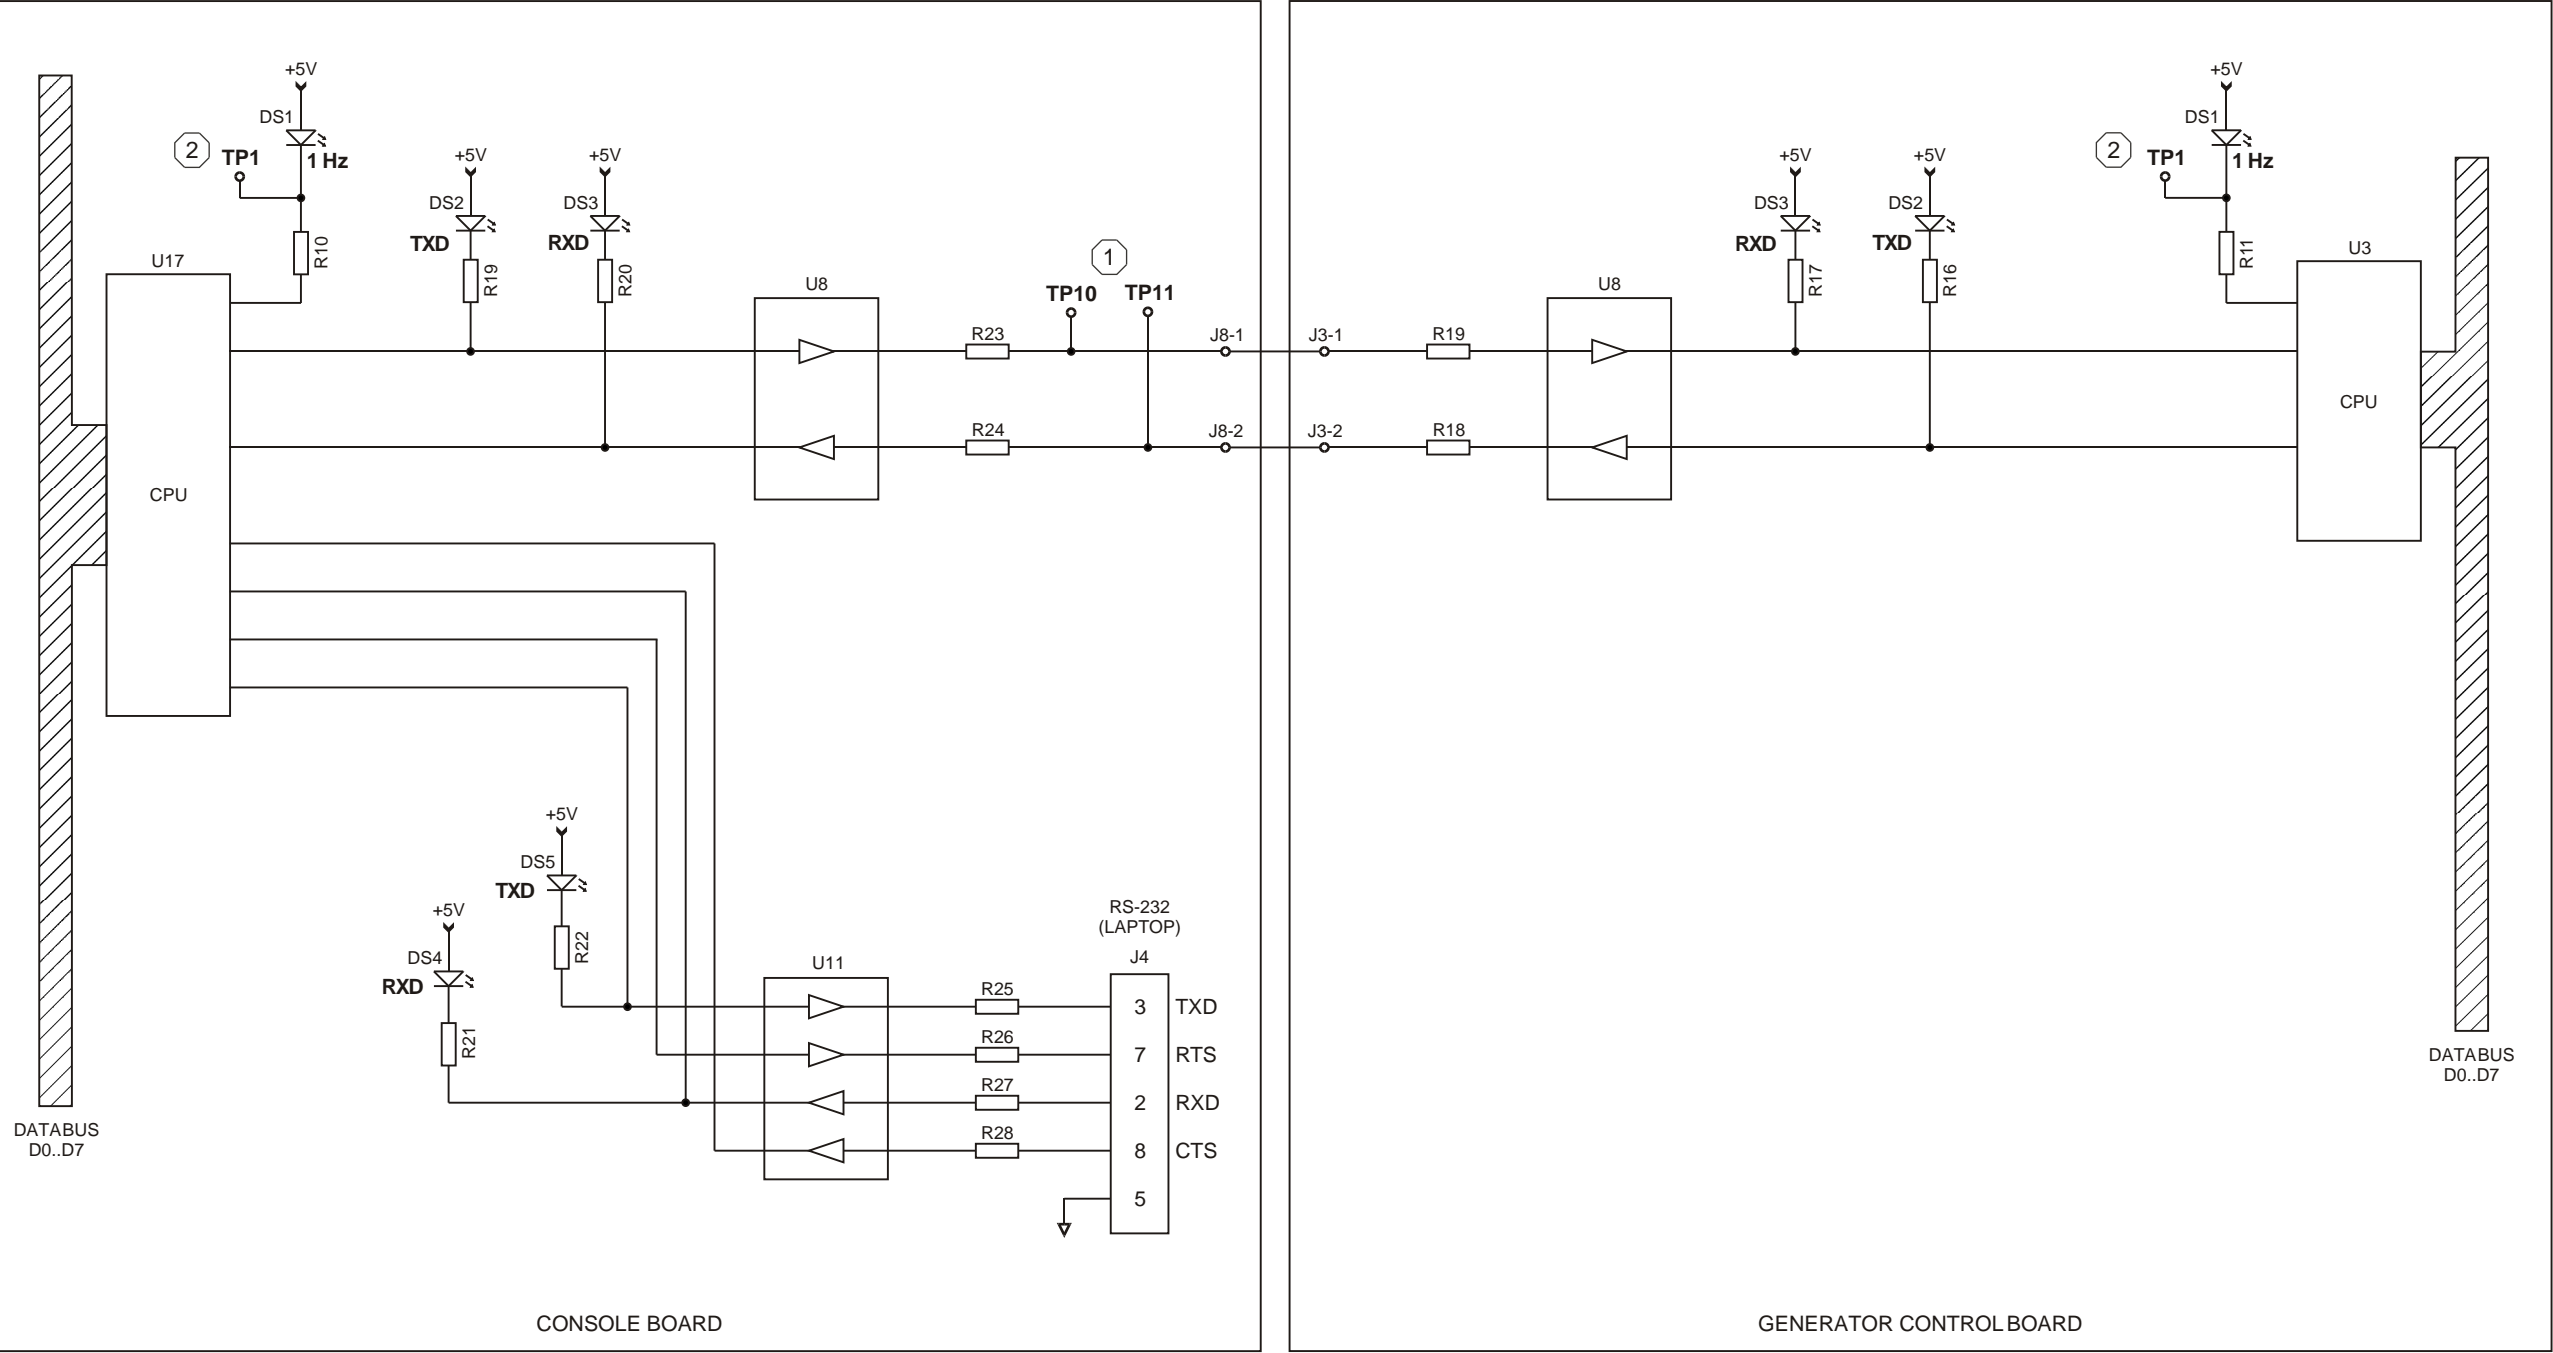 +5V
DS1
2
TP1
1 Hz
R10
+5V
DS2
TXD
R19
+5V
DS3
RXD
R20
U17
CPU
U8
1
TP10
TP11
R23
J8-1
R24
J8-2
DATABUS
D0..D7
+5V
DS5
TXD
R22
+5V
DS4
RXD
R21
U11
RS-232
(LAPTOP)
J4
R25
3
TXD
R26
7
RTS
R27
2
RXD
R28
8
CTS
5
CONSOLE BOARD
J3-1
R19
J3-2
R18
U8
+5V
DS3
RXD
R17
+5V
DS2
TXD
R16
+5V
DS1
2
TP1
1 Hz
R11
U3
CPU
DATABUS
D0..D7
GENERATOR CONTROL BOARD